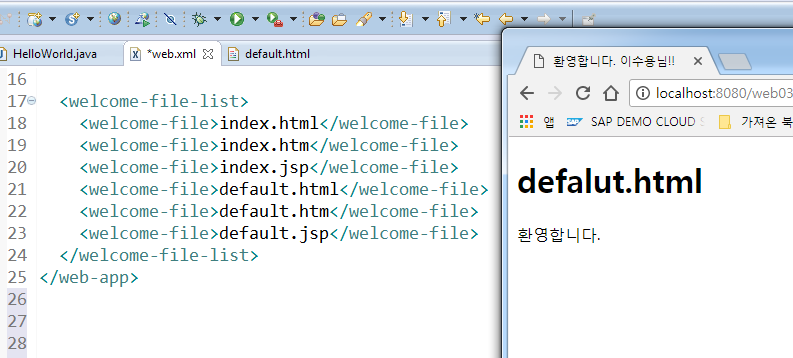 HelloWorld.java
*web.xml
default.html
16
17 <welcome-file-list>
18 <welcome-file>index.html</welcome-file>
19 <welcome-file>index.htm</welcome-file>
20 <welcome-file>index.jsp</welcome-file>
21 <welcome-file>default.html</welcome-file>
22 <welcome-file>default.htm</welcome-file>
23 <welcome-file>default.jsp</welcome-file>
24 </welcome-file-list>
25 </web-app>
26
27
28
환영합니다. 이수용님!!
localhost:8080/web03
앱 SAP DEMO CLOUD 가져온 북
defalut.html
환영합니다.